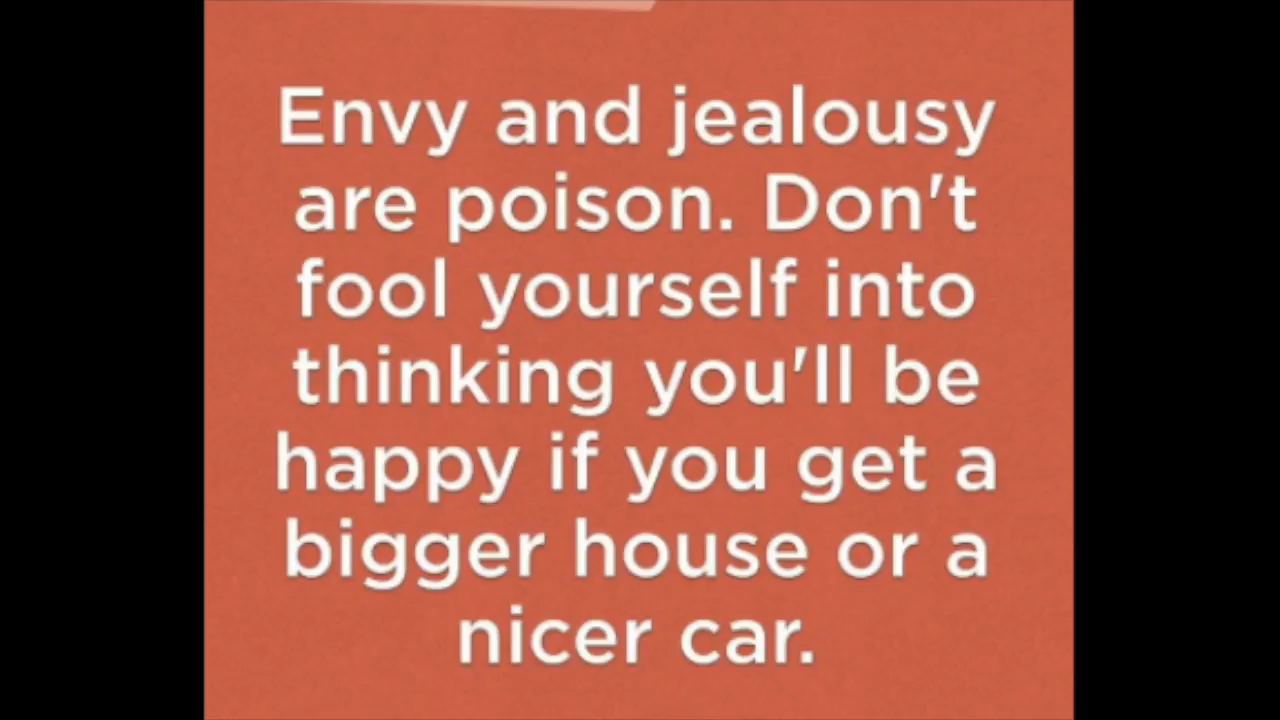 Envy and jealousy
are poison. Don't
fool yourself into
thinking you'll be
happy if you get a
bigger house or a
nicer car.